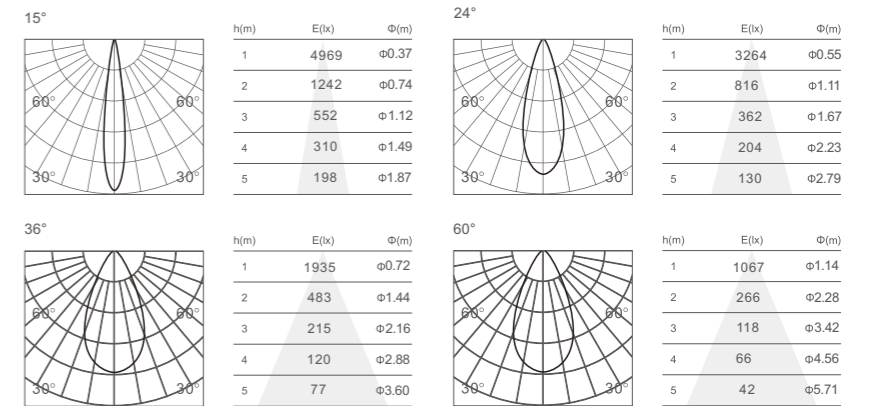 15°
h(m) E(lx) Φ(m)
1 4969 Φ0.37
2 1242 Φ0.74
3 552 Φ1.12
4 310 Φ1.49
5 198 Φ1.87
60° 60°
30° 30°
24°
h(m) E(lx) Φ(m)
1 3264 Φ0.55
2 816 Φ1.11
3 362 Φ1.67
4 204 Φ2.23
5 130 Φ2.79
60° 60°
30° 30°
36°
h(m) E(lx) Φ(m)
1 1935 Φ0.72
2 483 Φ1.44
3 215 Φ2.16
4 120 Φ2.88
5 77 Φ3.60
60° 60°
30° 30°
60°
h(m) E(lx) Φ(m)
1 1067 Φ1.14
2 266 Φ2.28
3 118 Φ3.42
4 66 Φ4.56
5 42 Φ5.71
60° 60°
30° 30°